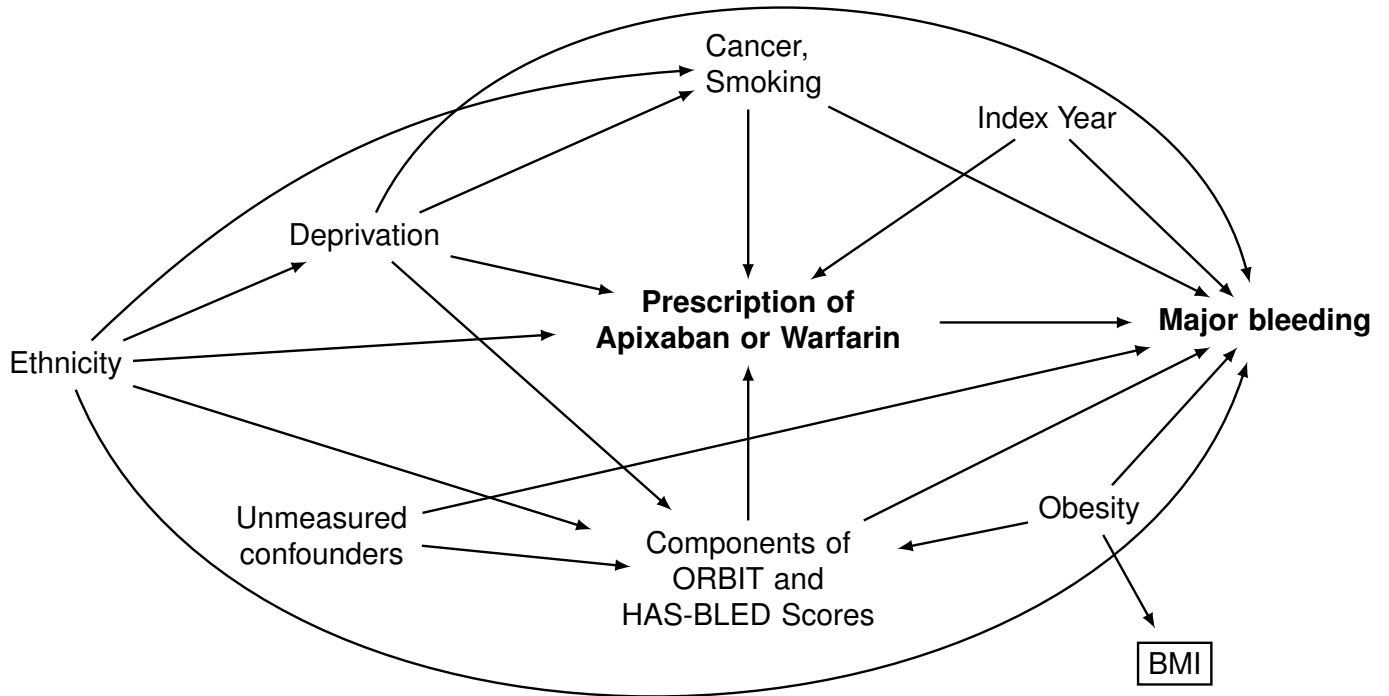 Cancer,
Smoking
Index Year
Deprivation
Prescription of
Apixaban or Warfarin
Major bleeding
Ethnicity
Unmeasured
confounders
Components of
ORBIT and
HAS-BLED Scores
Obesity
BMI